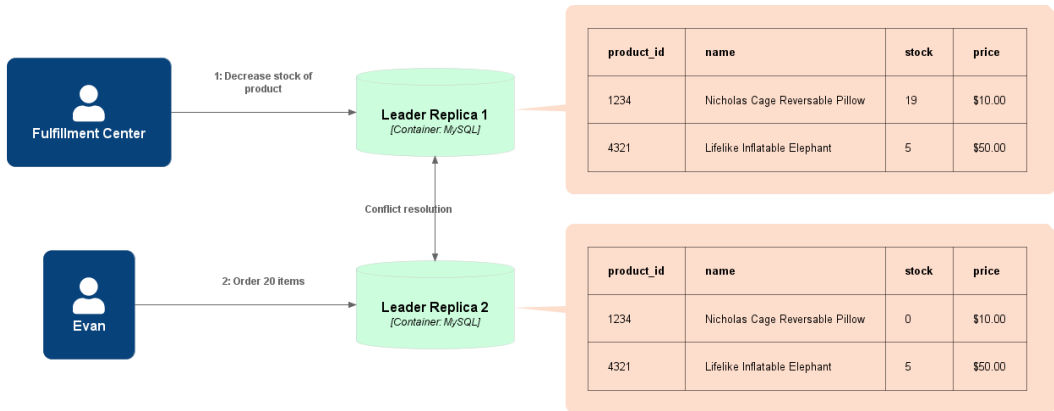 1: Decrease stock of
product
Fulfillment Center
Leader Replica 1
[Container: MySQL]
product_id name stock price
1234 Nicholas Cage Reversable Pillow 19 $10.00
4321 Lifelike Inflatable Elephant 5 $50.00
Conflict resolution
2: Order 20 items
Evan
Leader Replica 2
[Container: MySQL]
product_id name stock price
1234 Nicholas Cage Reversable Pillow 0 $10.00
4321 Lifelike Inflatable Elephant 5 $50.00